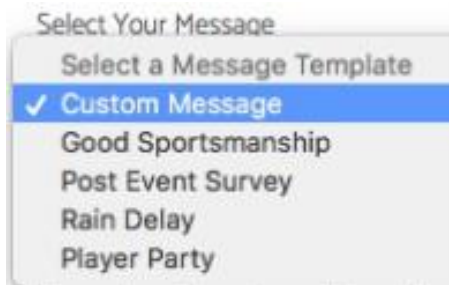 Select Your Message
Select a Message Template
✓ Custom Message
Good Sportsmanship
Post Event Survey
Rain Delay
Player Party